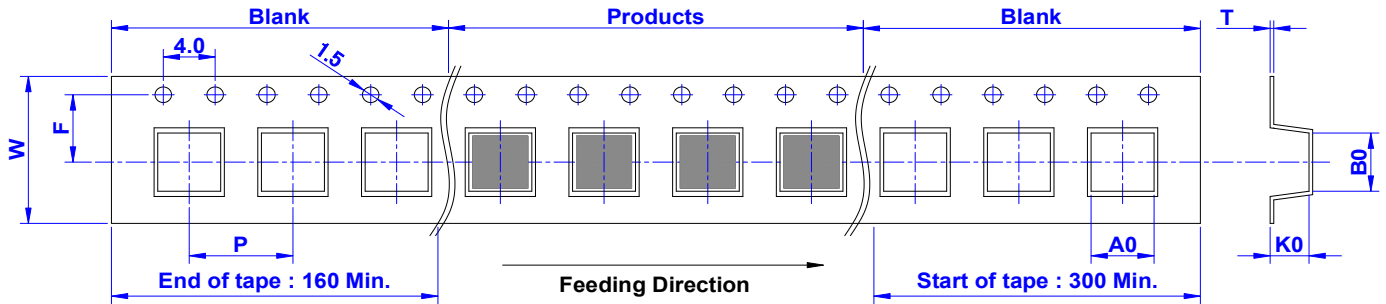 Blank
Products
Blank
T
4.0
1.5
F
W
B0
P
A0
K0
End of tape : 160 Min.
Feeding Direction
Start of tape : 300 Min.